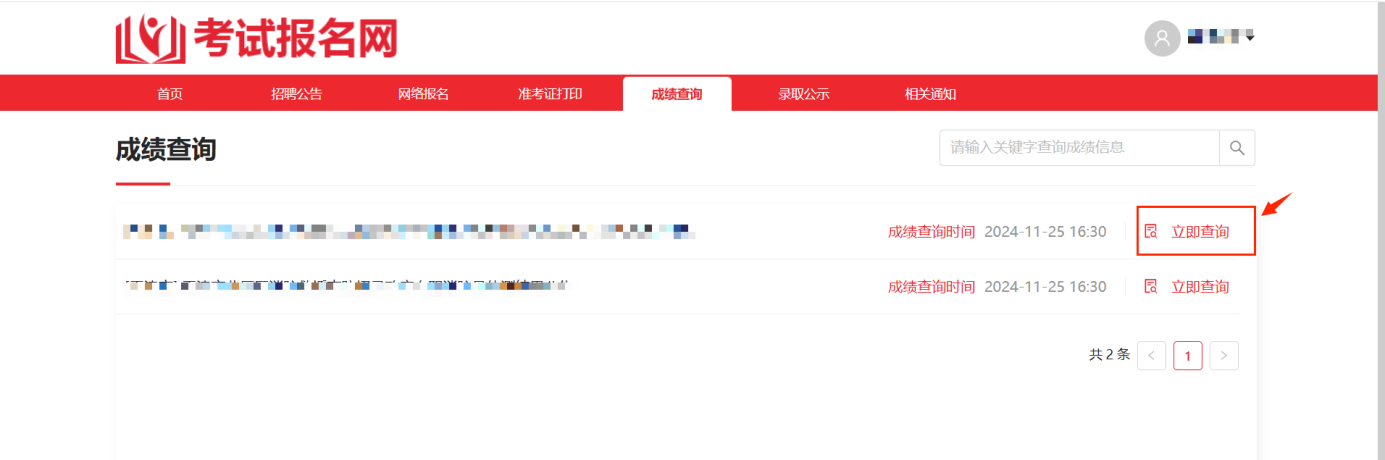 考试报名网
首页 招聘公告 网络报名 准考证打印 成绩查询 录取公示 相关通知
成绩查询
请输入关键字查询成绩信息
成绩查询时间 2024-11-25 16:30 立即查询
成绩查询时间 2024-11-25 16:30 立即查询
共 2 条 < 1 >